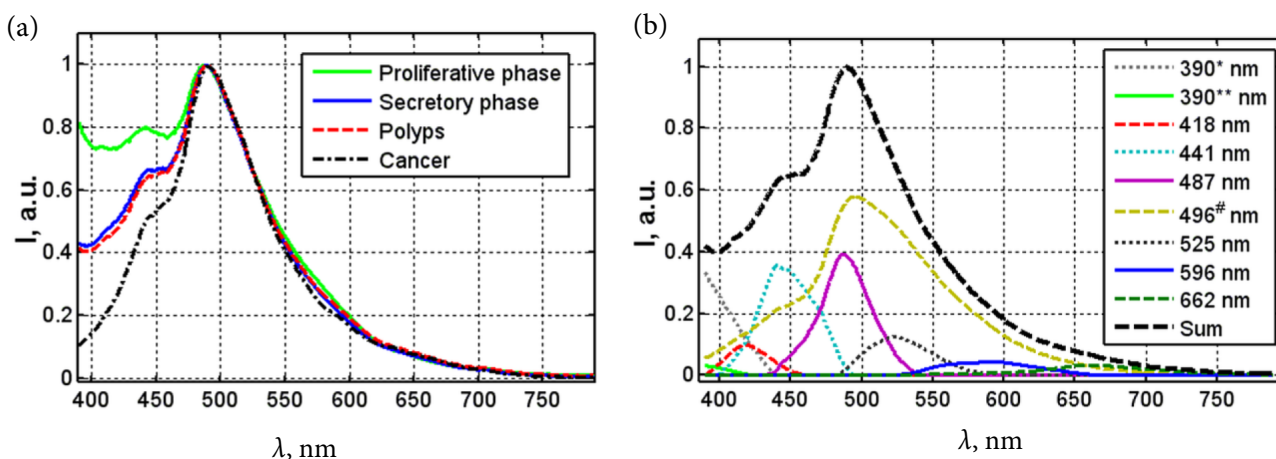 (a)
I, a.u.
1
0.8
0.6
0.4
0.2
0
400
450
500
550
600
650
700
750
λ, nm
Proliferative phase
Secretory phase
Polyps
Cancer
(b)
I, a.u.
1
0.8
0.6
0.4
0.2
0
400
450
500
550
600
650
700
750
λ, nm
390* nm
390** nm
418 nm
441 nm
487 nm
496# nm
525 nm
596 nm
662 nm
Sum